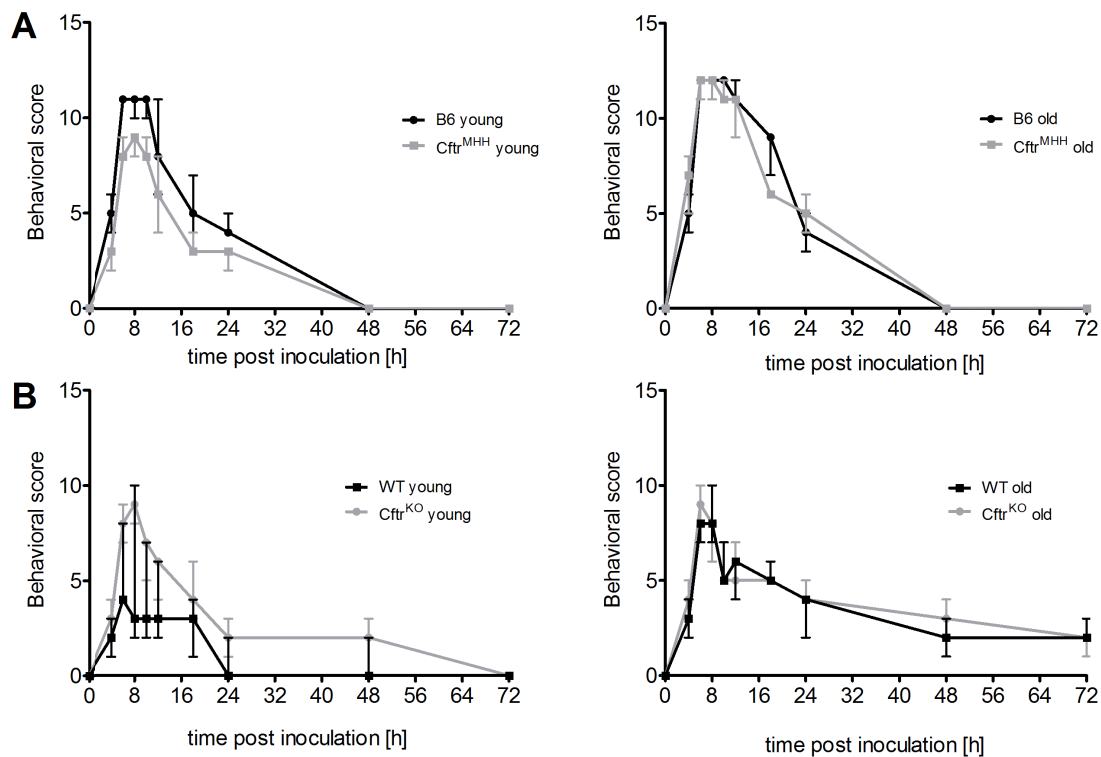 A
15
10
5
0
Behavioral score
B6 young
Cftr^MHH young
0 8 16 24 32 40 48 56 64 72
time post inoculation [h]
15
10
5
0
Behavioral score
B6 old
Cftr^MHH old
0 8 16 24 32 40 48 56 64 72
time post inoculation [h]
B
15
10
5
0
Behavioral score
WT young
Cftr^KO young
0 8 16 24 32 40 48 56 64 72
time post inoculation [h]
15
10
5
0
Behavioral score
WT old
Cftr^KO old
0 8 16 24 32 40 48 56 64 72
time post inoculation [h]